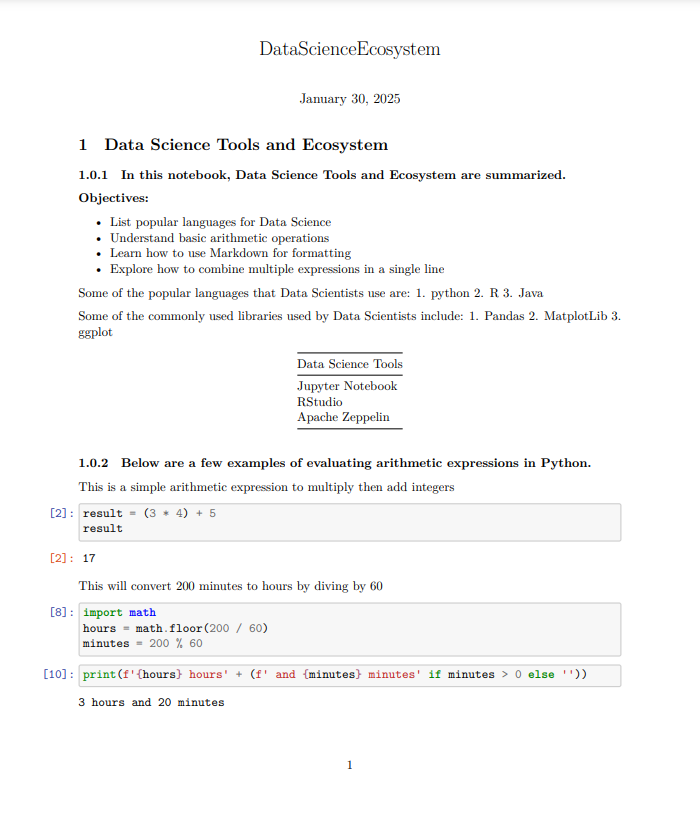 DataScienceEcosystem
January 30, 2025
1 Data Science Tools and Ecosystem
1.0.1 In this notebook, Data Science Tools and Ecosystem are summarized.
Objectives:
• List popular languages for Data Science
• Understand basic arithmetic operations
• Learn how to use Markdown for formatting
• Explore how to combine multiple expressions in a single line
Some of the popular languages that Data Scientists use are: 1. python 2. R 3. Java
Some of the commonly used libraries used by Data Scientists include: 1. Pandas 2. MatplotLib 3.
ggplot
Data Science Tools
Jupyter Notebook
RStudio
Apache Zeppelin
1.0.2 Below are a few examples of evaluating arithmetic expressions in Python.
This is a simple arithmetic expression to multiply then add integers
[2]: result = (3 * 4) + 5
result
[2]: 17
This will convert 200 minutes to hours by diving by 60
[8]: import math
hours = math.floor(200 / 60)
minutes = 200 % 60
[10]: print(f'{hours} hours' + (f' and {minutes} minutes' if minutes > 0 else ''))
3 hours and 20 minutes
1